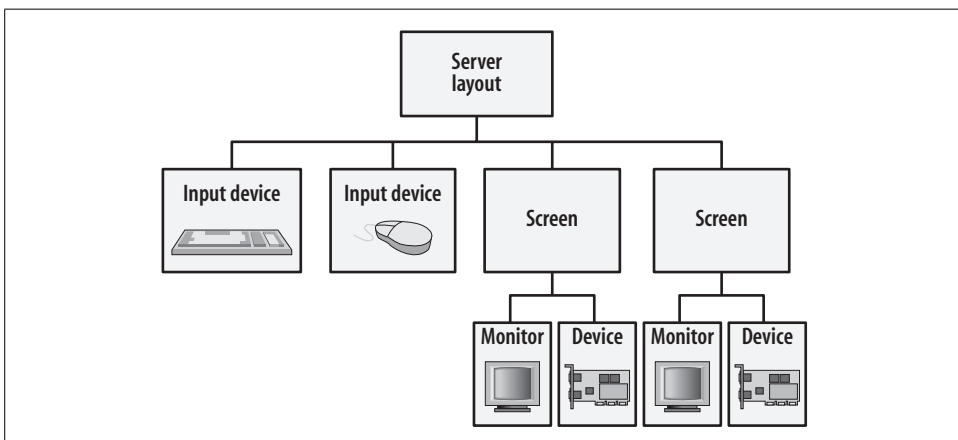 Server
layout
Input device
Input device
Screen
Screen
Monitor
Device
Monitor
Device